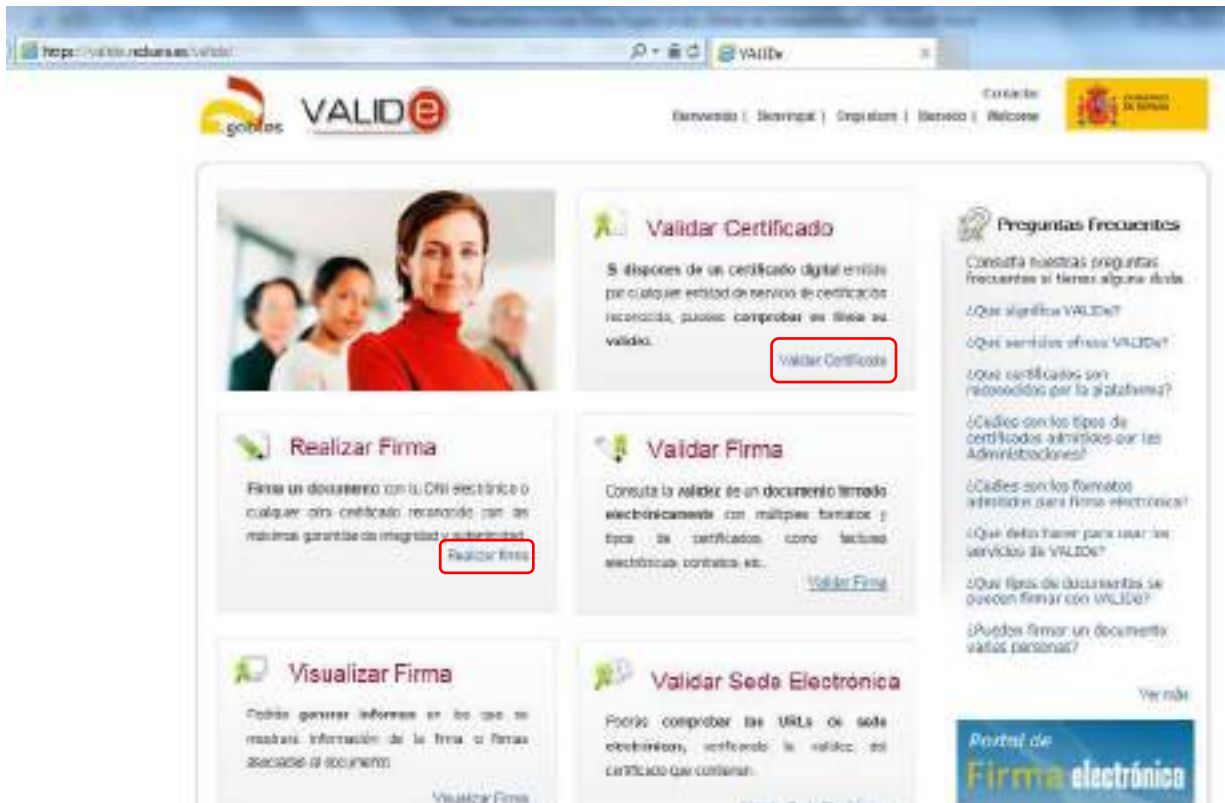 VALIDe
VALIDe
Contactar
Bienvenido | Benvingut | Ongi etorri | Benvido | Welcome
GOBIERNO
DE ESPAÑA
Validar Certificado
Si dispones de un certificado digital emitido
por cualquier entidad de servicio de certificación
reconocida, puedes comprobar en línea su
validez.
Validar Certificado
Realizar Firma
Firma un documento con tu DNI electrónico o
cualquier otro certificado reconocido con las
máximas garantías de integridad y autenticidad.
Realizar firma
Validar Firma
Consulta la validez de un documento firmado
electrónicamente con múltiples formatos y
tipos de certificados, como facturas
electrónicas, contratos, etc.
Validar Firma
Visualizar Firma
Podrás generar informes en los que se
mostrará información de la firma o firmas
asociadas al documento
Visualizar Firma
Validar Sede Electrónica
Podrás comprobar las URLs de sede
electrónicas, verificando la validez del
certificado que contienen.
Preguntas Frecuentes
Consulta nuestras preguntas
frecuentes si tienes alguna duda.
¿Qué significa VALIDe?
¿Qué servicios ofrece VALIDe?
¿Qué certificados son
reconocidos por la plataforma?
¿Cuáles son los tipos de
certificados admitidos por las
Administraciones?
¿Cuáles son los formatos
admitidos para firma electrónica?
¿Qué debo hacer para usar los
servicios de VALIDe?
¿Qué tipos de documentos se
pueden firmar con VALIDe?
¿Pueden firmar un documento
varias personas?
Ver más
Portal de
Firma electrónica